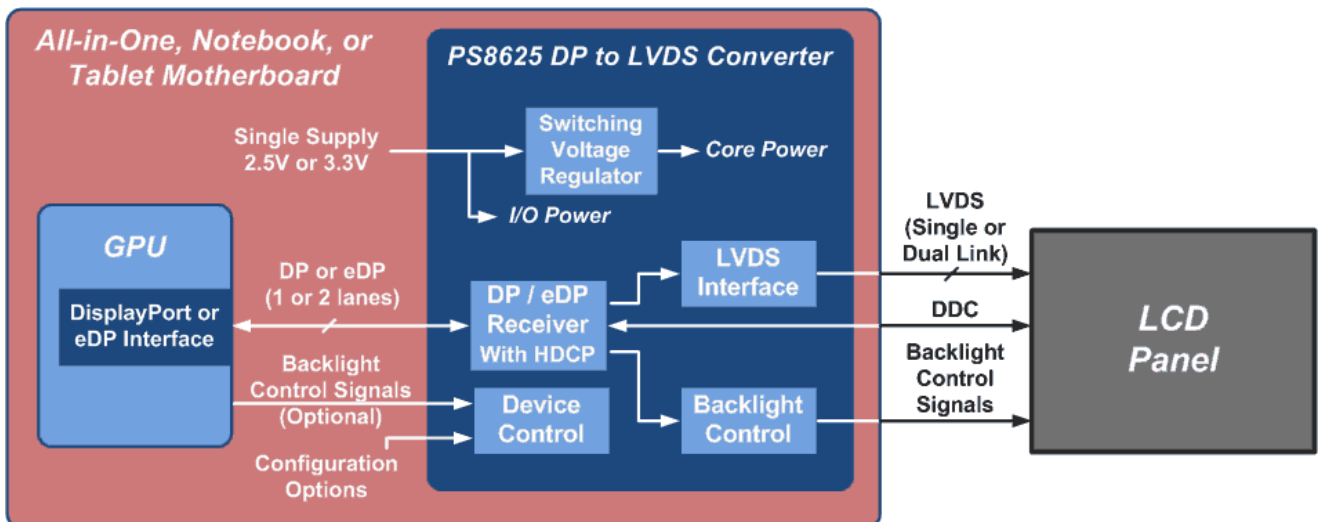 All-in-One, Notebook, or
Tablet Motherboard
PS8625 DP to LVDS Converter
Single Supply
2.5V or 3.3V
Switching
Voltage
Regulator
Core Power
I/O Power
GPU
DisplayPort or
eDP Interface
DP or eDP
(1 or 2 lanes)
DP / eDP
Receiver
With HDCP
LVDS
Interface
LVDS
(Single or
Dual Link)
DDC
Backlight
Control Signals
(Optional)
Device
Control
Backlight
Control
Backlight
Control
Signals
Configuration
Options
LCD
Panel